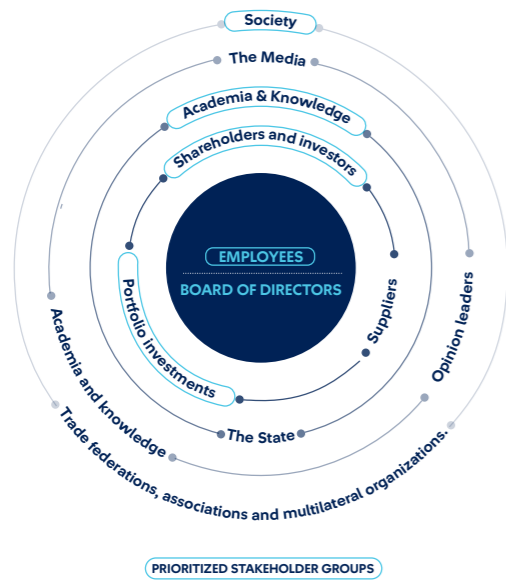 Society
The Media
Academia & Knowledge
Shareholders and investors
EMPLOYEES
BOARD OF DIRECTORS
Portfolio investments
Suppliers
Opinion leaders
Academia and knowledge
The State
Trade federations, associations and multilateral organizations.
PRIORITIZED STAKEHOLDER GROUPS